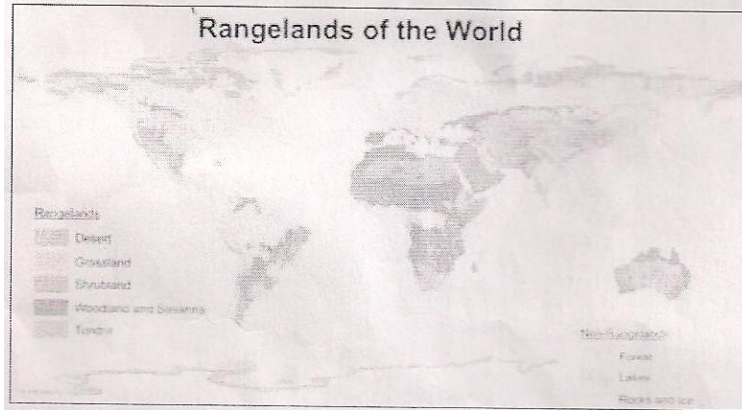 Rangelands of the World
Rangelands
Desert
Grassland
Shrubland
Woodland and Savanna
Tundra
Non-Rangelands
Forest
Lakes
Rocks and Ice